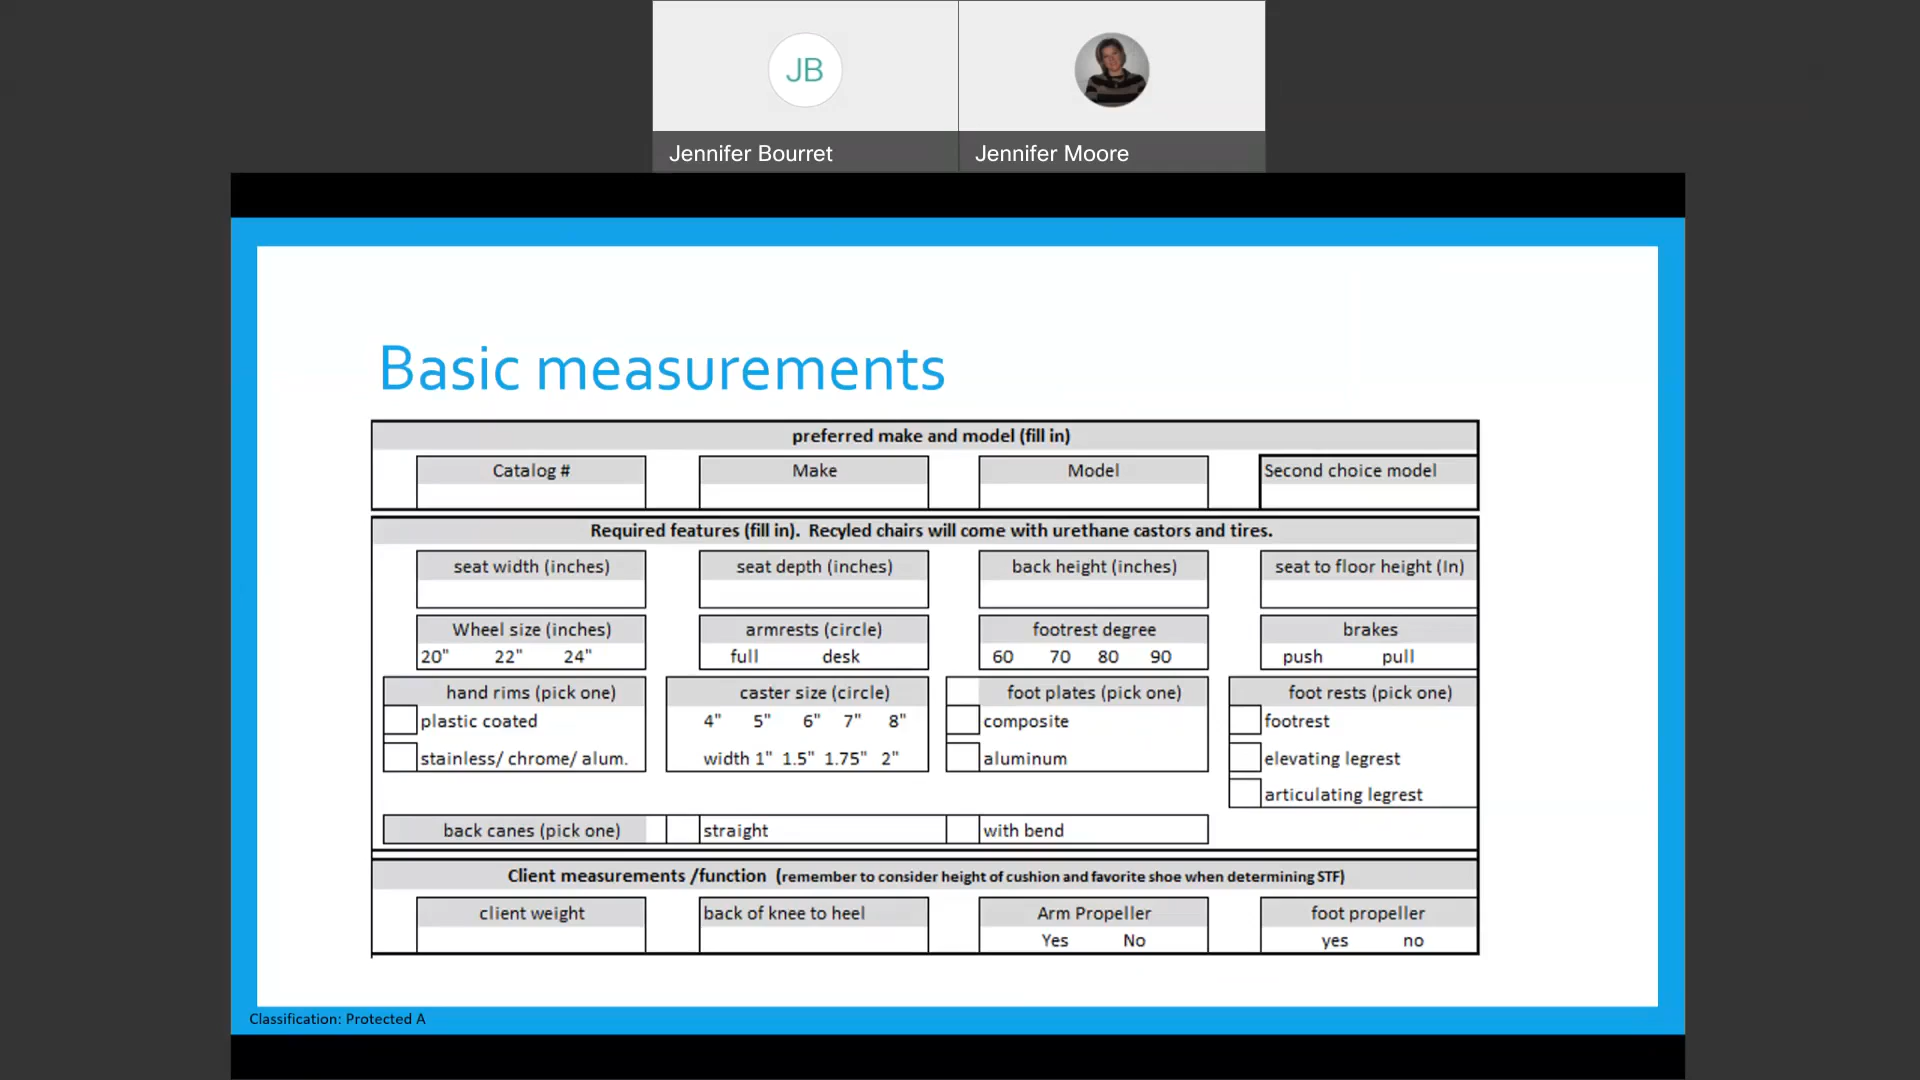 JB
Jennifer Bourret
Jennifer Moore
Basic measurements
preferred make and model (fill in)
Catalog # Make Model Second choice model
Required features (fill in). Recyled chairs will come with urethane castors and tires.
seat width (inches) seat depth (inches) back height (inches) seat to floor height (In)
Wheel size (inches) armrests (circle) footrest degree brakes
20" 22" 24" full desk 60 70 80 90 push pull
hand rims (pick one) caster size (circle) foot plates (pick one) foot rests (pick one)
plastic coated 4" 5" 6" 7" 8" composite footrest
stainless/ chrome/ alum. width 1" 1.5" 1.75" 2" aluminum elevating legrest
articulating legrest
back canes (pick one) straight with bend
Client measurements /function (remember to consider height of cushion and favorite shoe when determining STF)
client weight back of knee to heel Arm Propeller foot propeller
Yes No yes no
Classification: Protected A